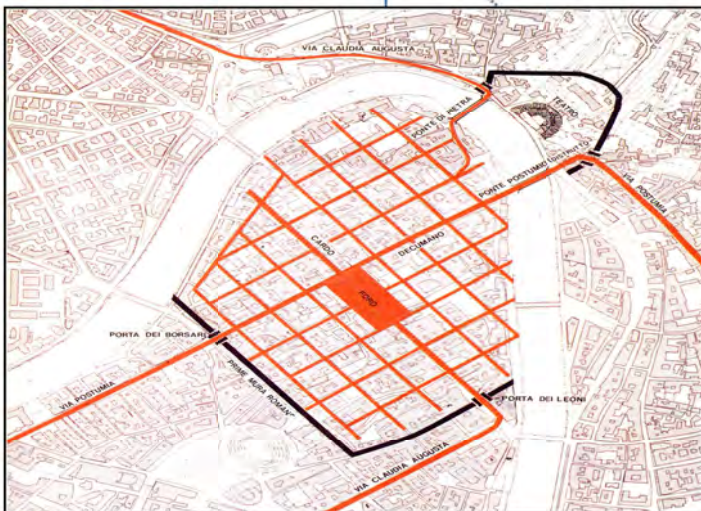 VIA CLAUDIA AUGUSTA
TEATRO
PONTE DI PIETRA
PONTE POSTUMIO (DISTRUTTO)
VIA POSTUMIA
CARDO
DECUMANO
FORO
PORTA DEI BORSARI
PRIME MURA ROMANE
VIA POSTUMIA
PORTA DEI LEONI
VIA CLAUDIA AUGUSTA